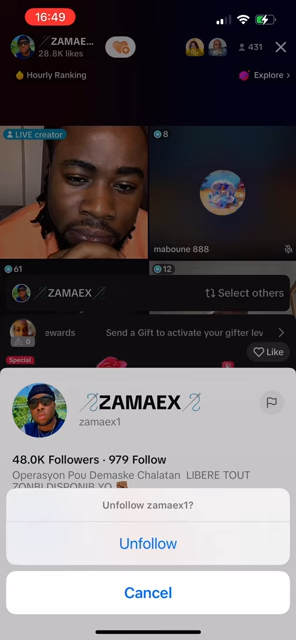 16:49
ZAMAE...
28.8K likes
431
Hourly Ranking
Explore >
LIVE creator
8
maboune 888
61
12
ZAMAEX
Select others
ewards
Send a Gift to activate your gifter lev
0
Like
Special
ZAMAEX
zamaex1
48.0K Followers · 979 Follow
Operasyon Pou Demaske Chalatan LIBERE TOUT
ZONBI DISPONIB YO
Unfollow zamaex1?
Unfollow
Cancel